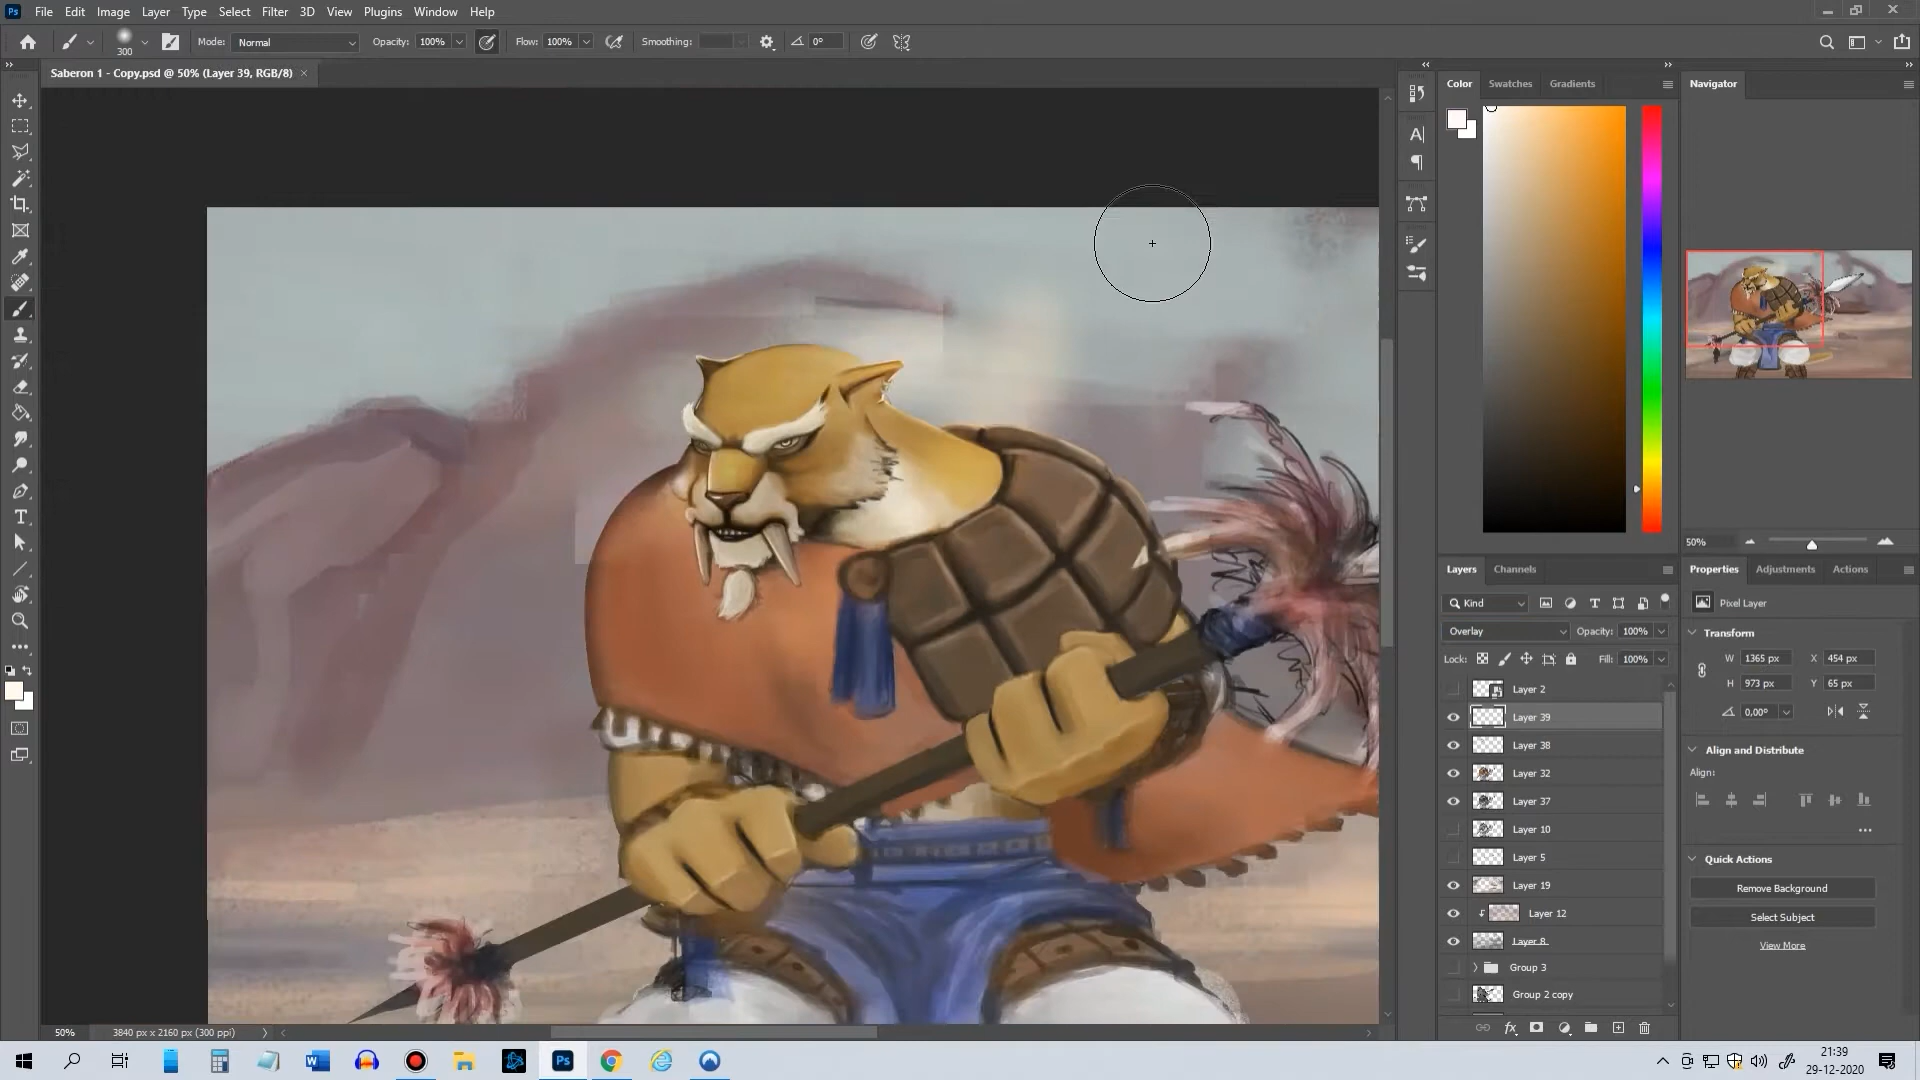 Ps File Edit Image Layer Type Select Filter 3D View Plugins Window Help
300 Mode: Normal Opacity: 100% Flow: 100% Smoothing: 0°
Saberon 1 - Copy.psd @ 50% (Layer 39, RGB/8) ×
Color Swatches Gradients
Navigator
50%
Layers Channels
Kind
Overlay Opacity: 100%
Lock: Fill: 100%
Layer 2
Layer 39
Layer 38
Layer 32
Layer 37
Layer 10
Layer 5
Layer 19
Layer 12
Layer 8
Group 3
Group 2 copy
fx
Properties Adjustments Actions
Pixel Layer
Transform
W 1365 px X 454 px
H 973 px Y 65 px
0,00°
Align and Distribute
Align:
Quick Actions
Remove Background
Select Subject
View More
50% 3840 px x 2160 px (300 ppi)
21:39
29-12-2020